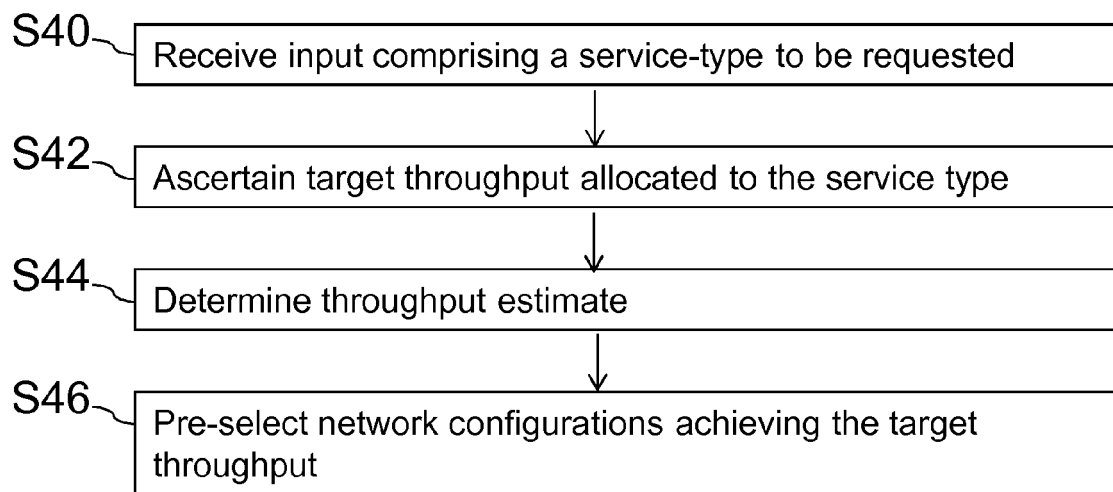 S40
Receive input comprising a service-type to be requested
S42
Ascertain target throughput allocated to the service type
S44
Determine throughput estimate
S46
Pre-select network configurations achieving the target
throughput